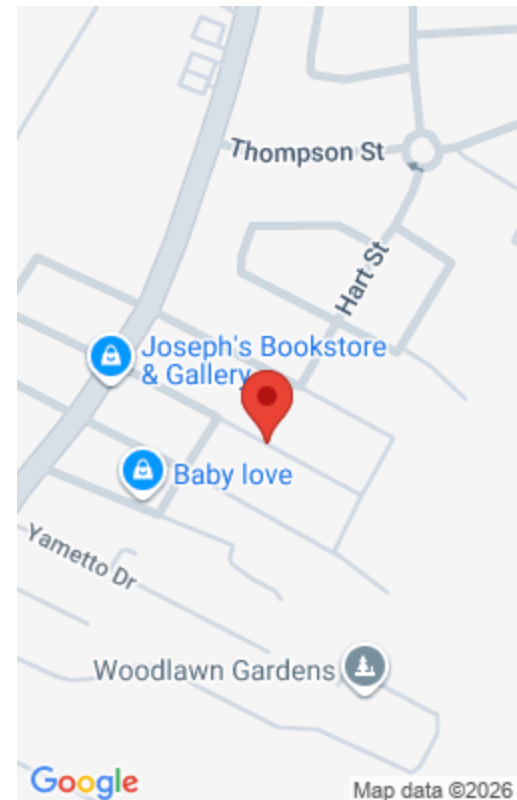 Thompson St
Hart St
Joseph's Bookstore
& Gallery
Baby love
Yametto Dr
Woodlawn Gardens
Google
Map data ©2026